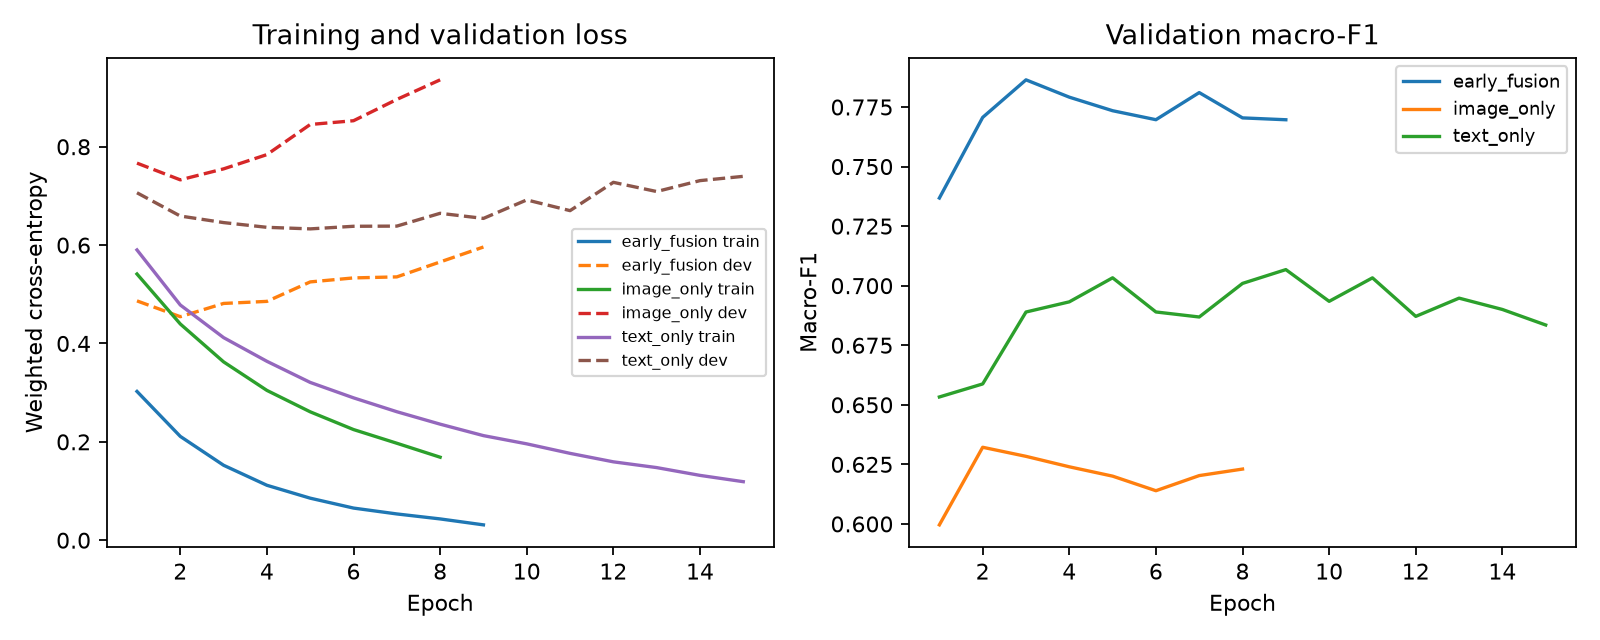 Training and validation loss
Weighted cross-entropy
0.8
0.6
0.4
0.2
0.0
early_fusion train
early_fusion dev
image_only train
image_only dev
text_only train
text_only dev
2 4 6 8 10 12 14
Epoch
Validation macro-F1
Macro-F1
0.775
0.750
0.725
0.700
0.675
0.650
0.625
0.600
early_fusion
image_only
text_only
2 4 6 8 10 12 14
Epoch